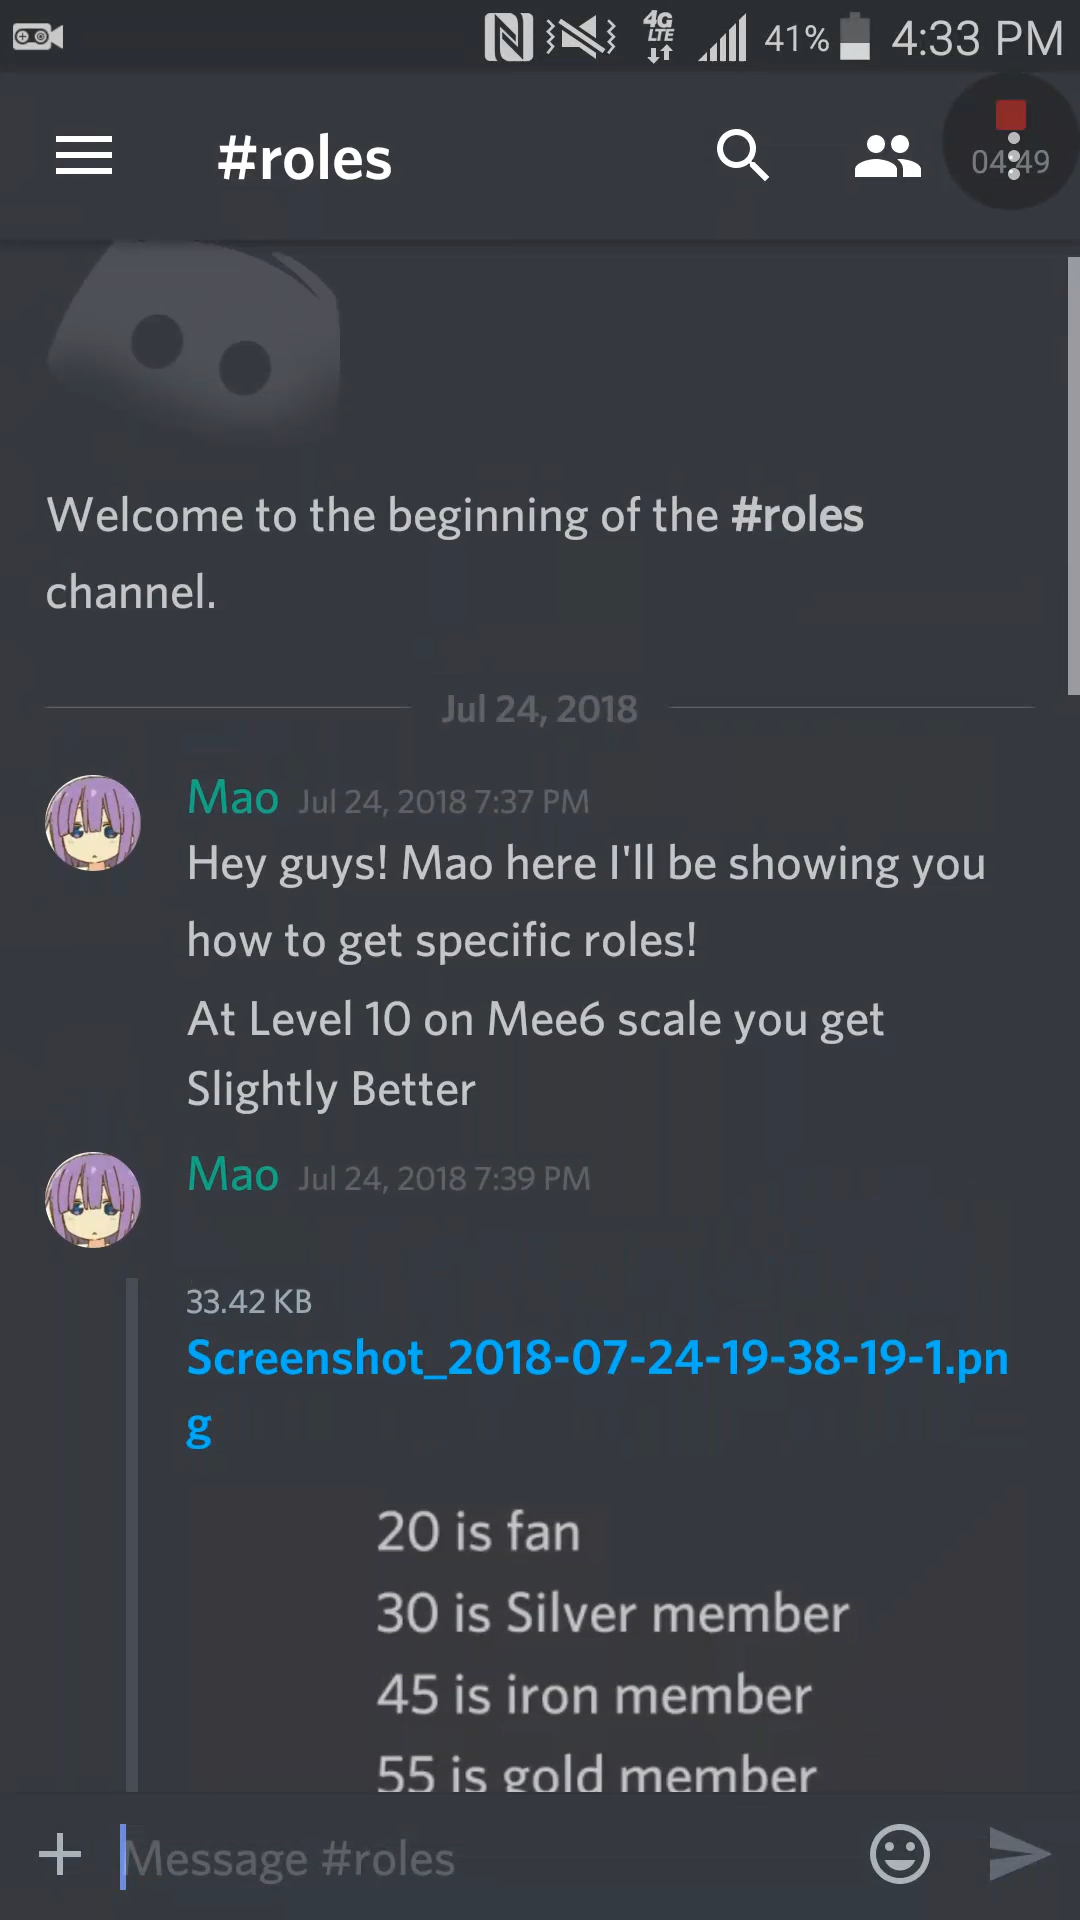 4G
LTE
41%
4:33 PM
#roles
04:49
Welcome to the beginning of the #roles
channel.
Jul 24, 2018
Mao Jul 24, 2018 7:37 PM
Hey guys! Mao here I'll be showing you
how to get specific roles!
At Level 10 on Mee6 scale you get
Slightly Better
Mao Jul 24, 2018 7:39 PM
33.42 KB
Screenshot_2018-07-24-19-38-19-1.pn
g
20 is fan
30 is Silver member
45 is iron member
55 is gold member
Message #roles